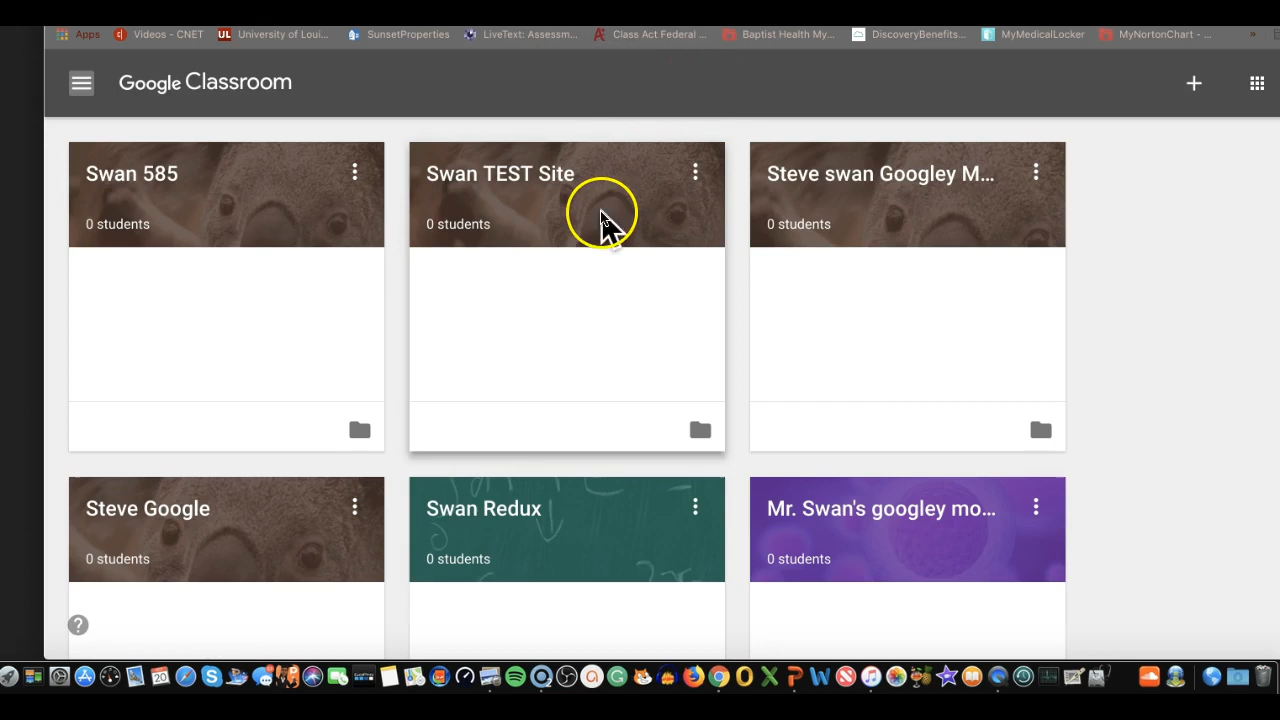 Apps Videos - CNET University of Loui... SunsetProperties LiveText: Assessm... Class Act Federal ... Baptist Health My... DiscoveryBenefits... MyMedicalLocker MyNortonChart - ... »
Google Classroom
Swan 585 Swan TEST Site Steve swan Googley M...
0 students 0 students 0 students
Steve Google Swan Redux Mr. Swan's googley mo...
0 students 0 students 0 students
?
20